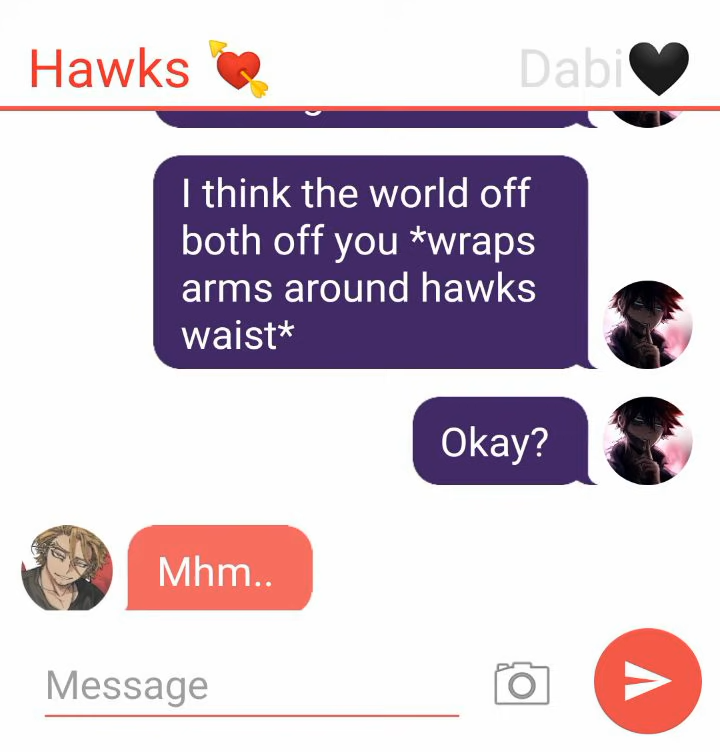 Hawks 💘 Dabi🖤
I think the world off
both off you *wraps
arms around hawks
waist*
Okay?
Mhm..
Message